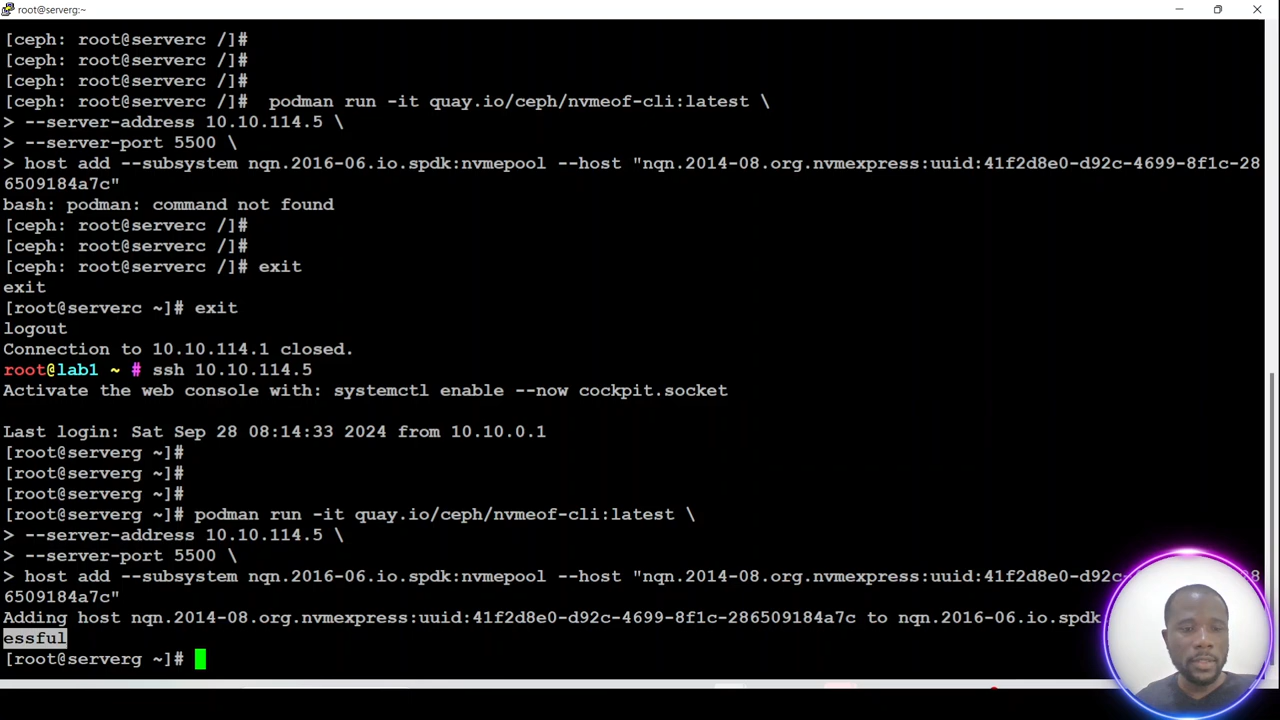 root@serverg:~
[ceph: root@serverc /]#
[ceph: root@serverc /]#
[ceph: root@serverc /]#
[ceph: root@serverc /]#  podman run -it quay.io/ceph/nvmeof-cli:latest \
> --server-address 10.10.114.5 \
> --server-port 5500 \
> host add --subsystem nqn.2016-06.io.spdk:nvmepool --host "nqn.2014-08.org.nvmexpress:uuid:41f2d8e0-d92c-4699-8f1c-28
6509184a7c"
bash: podman: command not found
[ceph: root@serverc /]#
[ceph: root@serverc /]#
[ceph: root@serverc /]# exit
exit
[root@serverc ~]# exit
logout
Connection to 10.10.114.1 closed.
root@lab1 ~ # ssh 10.10.114.5
Activate the web console with: systemctl enable --now cockpit.socket
Last login: Sat Sep 28 08:14:33 2024 from 10.10.0.1
[root@serverg ~]#
[root@serverg ~]#
[root@serverg ~]#
[root@serverg ~]# podman run -it quay.io/ceph/nvmeof-cli:latest \
> --server-address 10.10.114.5 \
> --server-port 5500 \
> host add --subsystem nqn.2016-06.io.spdk:nvmepool --host "nqn.2014-08.org.nvmexpress:uuid:41f2d8e0-d92c- 28
6509184a7c"
Adding host nqn.2014-08.org.nvmexpress:uuid:41f2d8e0-d92c-4699-8f1c-286509184a7c to nqn.2016-06.io.spdk
essful
[root@serverg ~]#